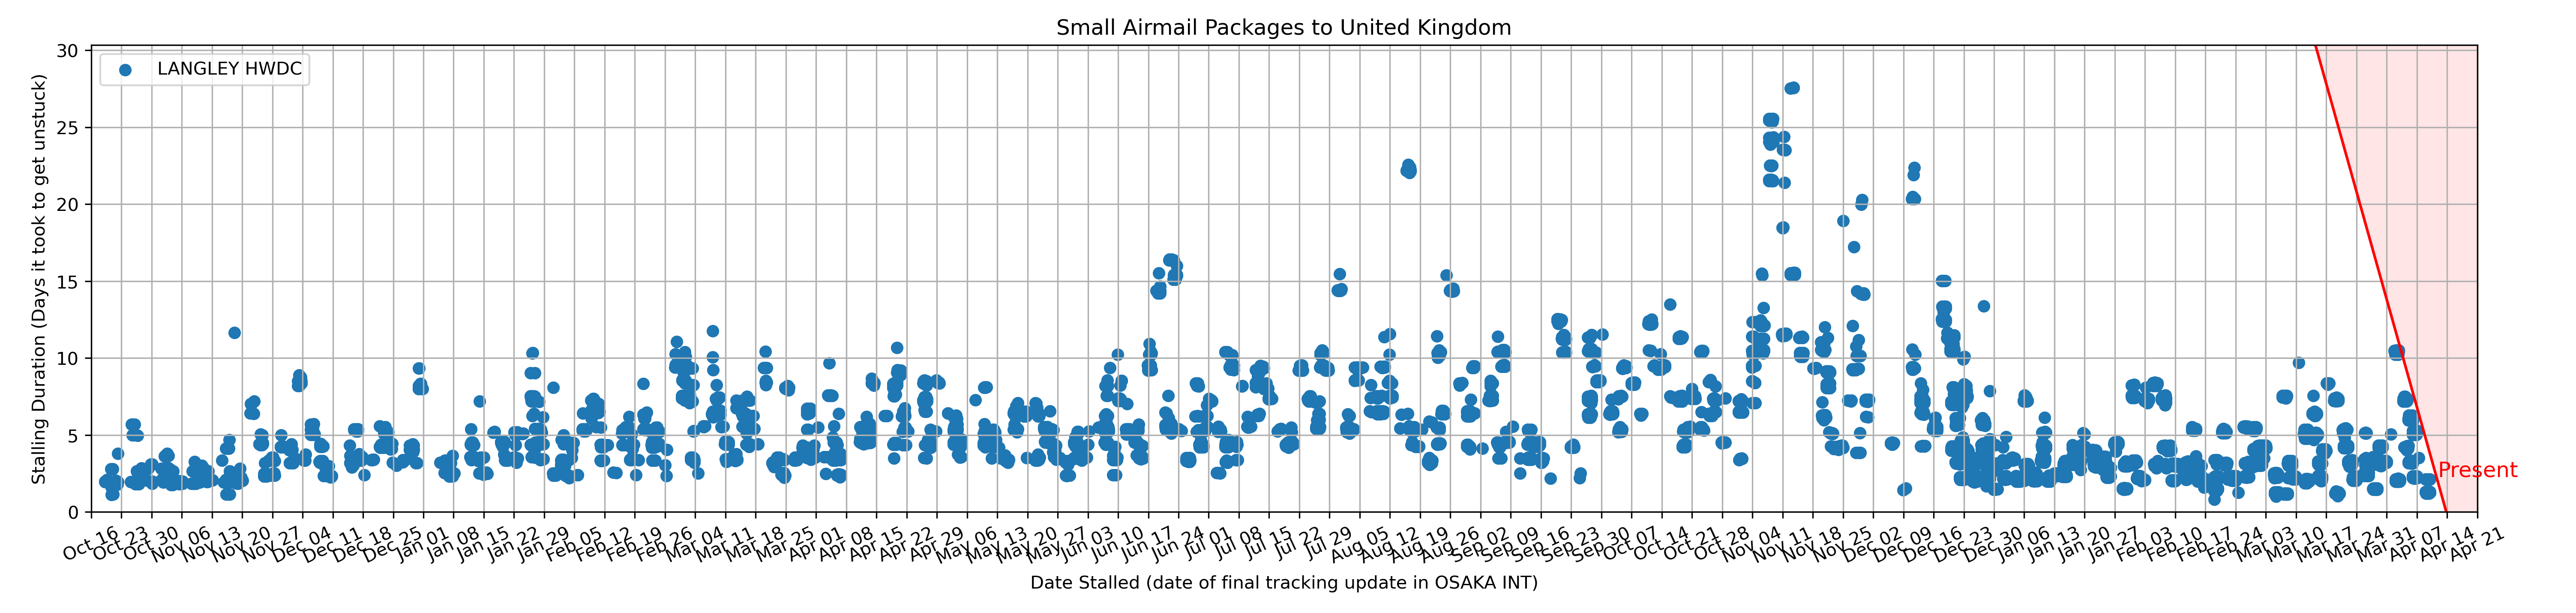 Small Airmail Packages to United Kingdom
LANGLEY HWDC
Stalling Duration (Days it took to get unstuck)
30
25
20
15
10
5
0
Present
Oct 16 Oct 23 Oct 30 Nov 06 Nov 13 Nov 20 Nov 27 Dec 04 Dec 11 Dec 18 Dec 25 Jan 01 Jan 08 Jan 15 Jan 22 Jan 29 Feb 05 Feb 12 Feb 19 Feb 26 Mar 04 Mar 11 Mar 18 Mar 25 Apr 01 Apr 08 Apr 15 Apr 22 Apr 29 May 06 May 13 May 20 May 27 Jun 03 Jun 10 Jun 17 Jun 24 Jul 01 Jul 08 Jul 15 Jul 22 Jul 29 Aug 05 Aug 12 Aug 19 Aug 26 Sep 02 Sep 09 Sep 16 Sep 23 Sep 30 Oct 07 Oct 14 Oct 21 Oct 28 Nov 04 Nov 11 Nov 18 Nov 25 Dec 02 Dec 09 Dec 16 Dec 23 Dec 30 Jan 06 Jan 13 Jan 20 Jan 27 Feb 03 Feb 10 Feb 17 Feb 24 Mar 03 Mar 10 Mar 17 Mar 24 Mar 31 Apr 07 Apr 14 Apr 21
Date Stalled (date of final tracking update in OSAKA INT)